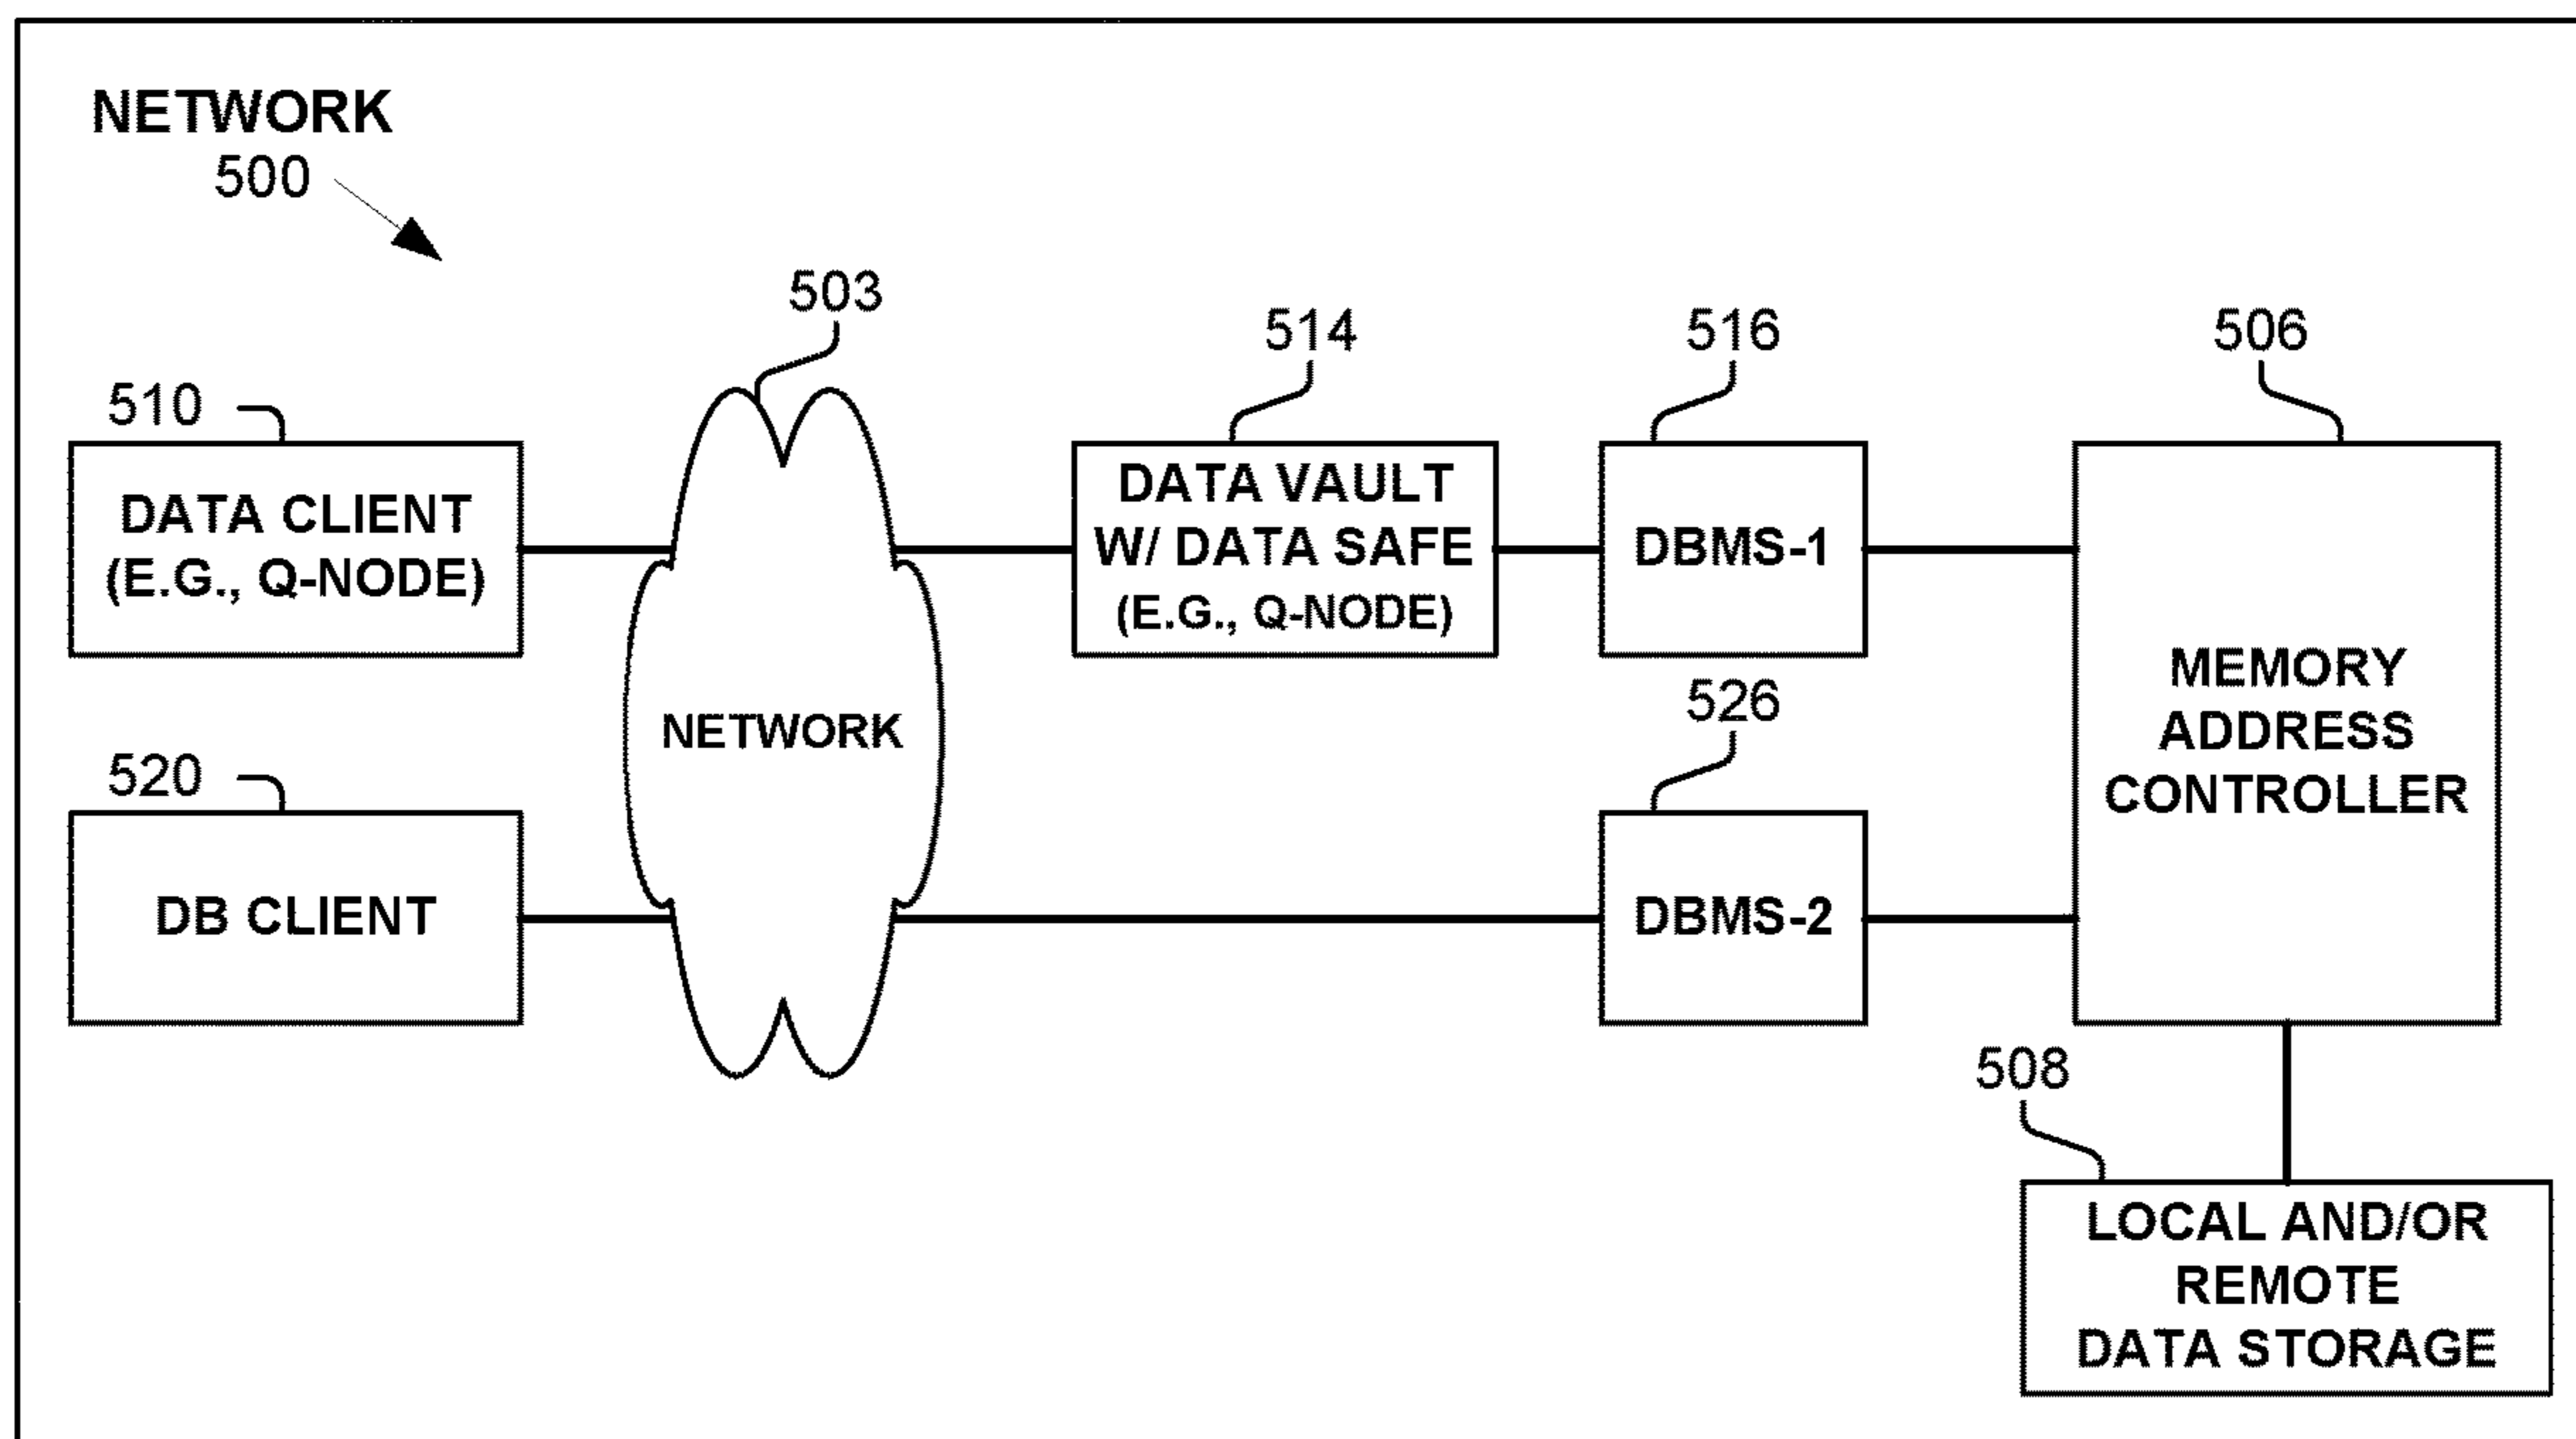 NETWORK
500
503
514
516
506
510
DATA CLIENT
(E.G., Q-NODE)
DATA VAULT
W/ DATA SAFE
(E.G., Q-NODE)
DBMS-1
526
MEMORY
ADDRESS
CONTROLLER
NETWORK
520
DB CLIENT
DBMS-2
508
LOCAL AND/OR
REMOTE
DATA STORAGE